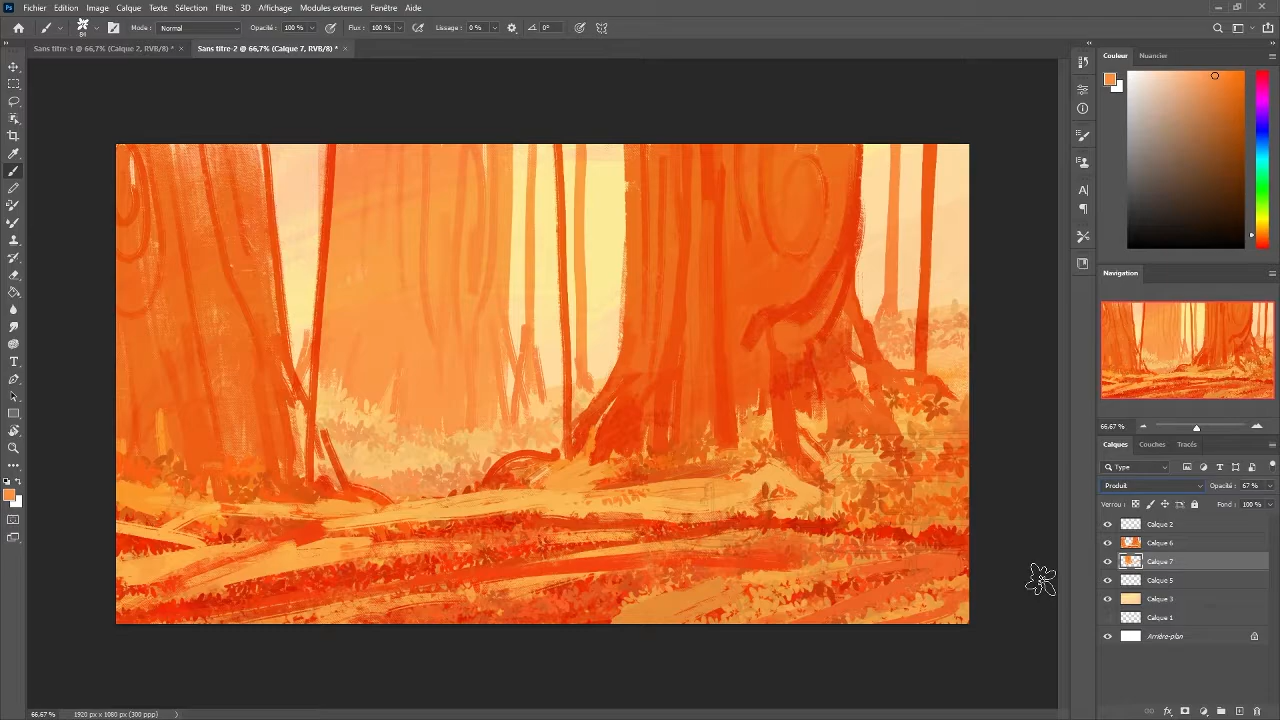 Ps Fichier Edition Image Calque Texte Sélection Filtre 3D Affichage Modules externes Fenêtre Aide
84 Mode : Normal Opacité : 100 % Flux : 100 % Lissage : 0 % 0°
Sans titre-1 @ 66,7% (Calque 2, RVB/8) * × Sans titre-2 @ 66,7% (Calque 7, RVB/8) * ×
Couleur Nuancier
Navigation
66,67 %
Calques Couches Tracés
Type
Produit Opacité : 67 %
Verrou : Fond : 100 %
Calque 2
Calque 6
Calque 7
Calque 5
Calque 3
Calque 1
Arrière-plan
66,67 % 1920 px x 1080 px (300 ppp)